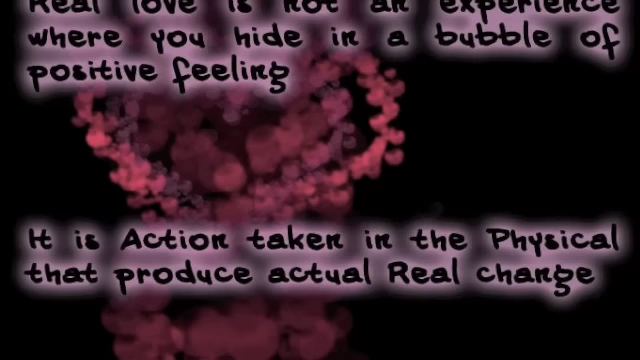 Real love is not an experience
where you hide in a bubble of
positive feeling
It is Action taken in the Physical
that produce actual Real change